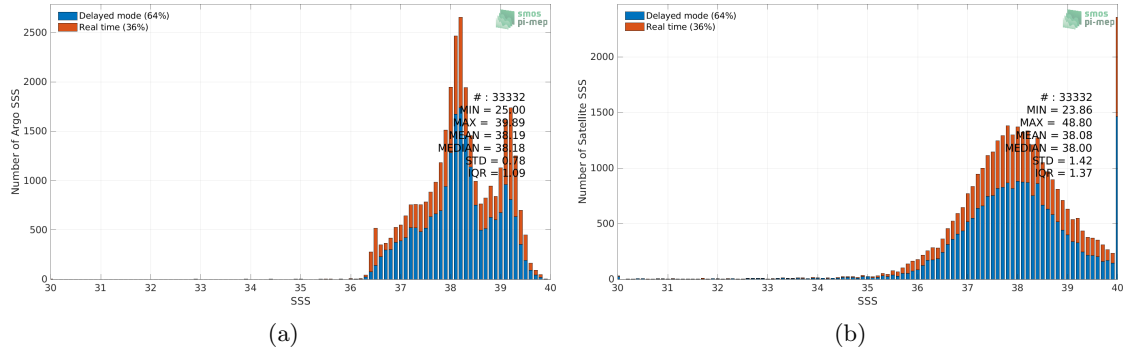 Delayed mode (64%)
Real time (36%)
smos
pi-mep
Number of Argo SSS
2500
2000
1500
1000
500
0
# : 33332
MIN = 25.00
MAX = 39.89
MEAN = 38.19
MEDIAN = 38.18
STD = 0.78
IQR = 1.09
30 31 32 33 34 35 36 37 38 39 40
SSS
(a)
Delayed mode (64%)
Real time (36%)
smos
pi-mep
Number of Satellite SSS
2000
1500
1000
500
0
# : 33332
MIN = 23.86
MAX = 48.80
MEAN = 38.08
MEDIAN = 38.00
STD = 1.42
IQR = 1.37
30 31 32 33 34 35 36 37 38 39 40
SSS
(b)